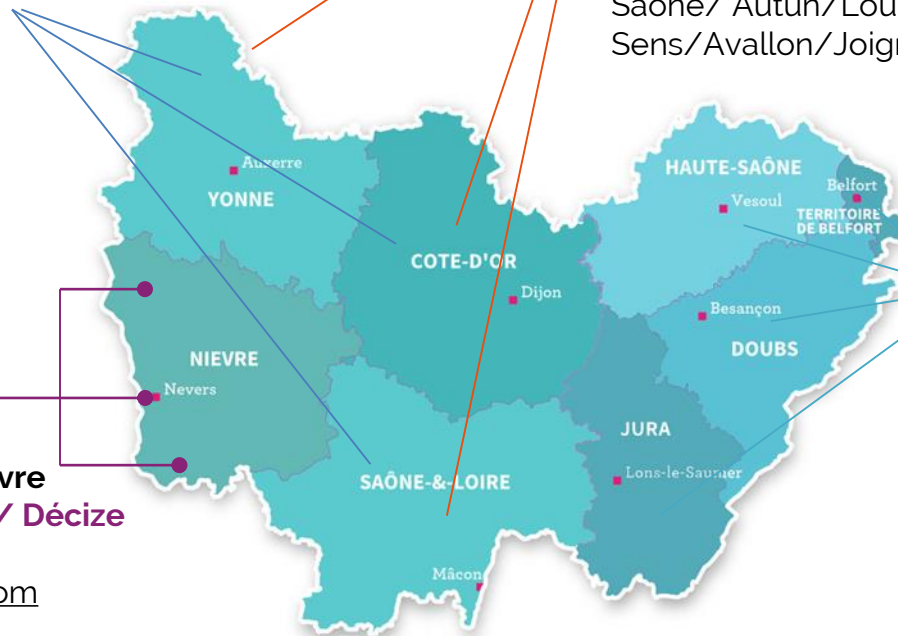 Saône/ Autun/Lou
Sens/Avallon/Joign
Auxerre
YONNE
HAUTE-SAÔNE
Belfort
Vesoul
TERRITOIRE
DE BELFORT
COTE-D'OR
Dijon
Besançon
DOUBS
NIEVRE
Nevers
JURA
Lons-le-Saunier
SAÔNE-&-LOIRE
vre
/ Décize
Mâcon
om